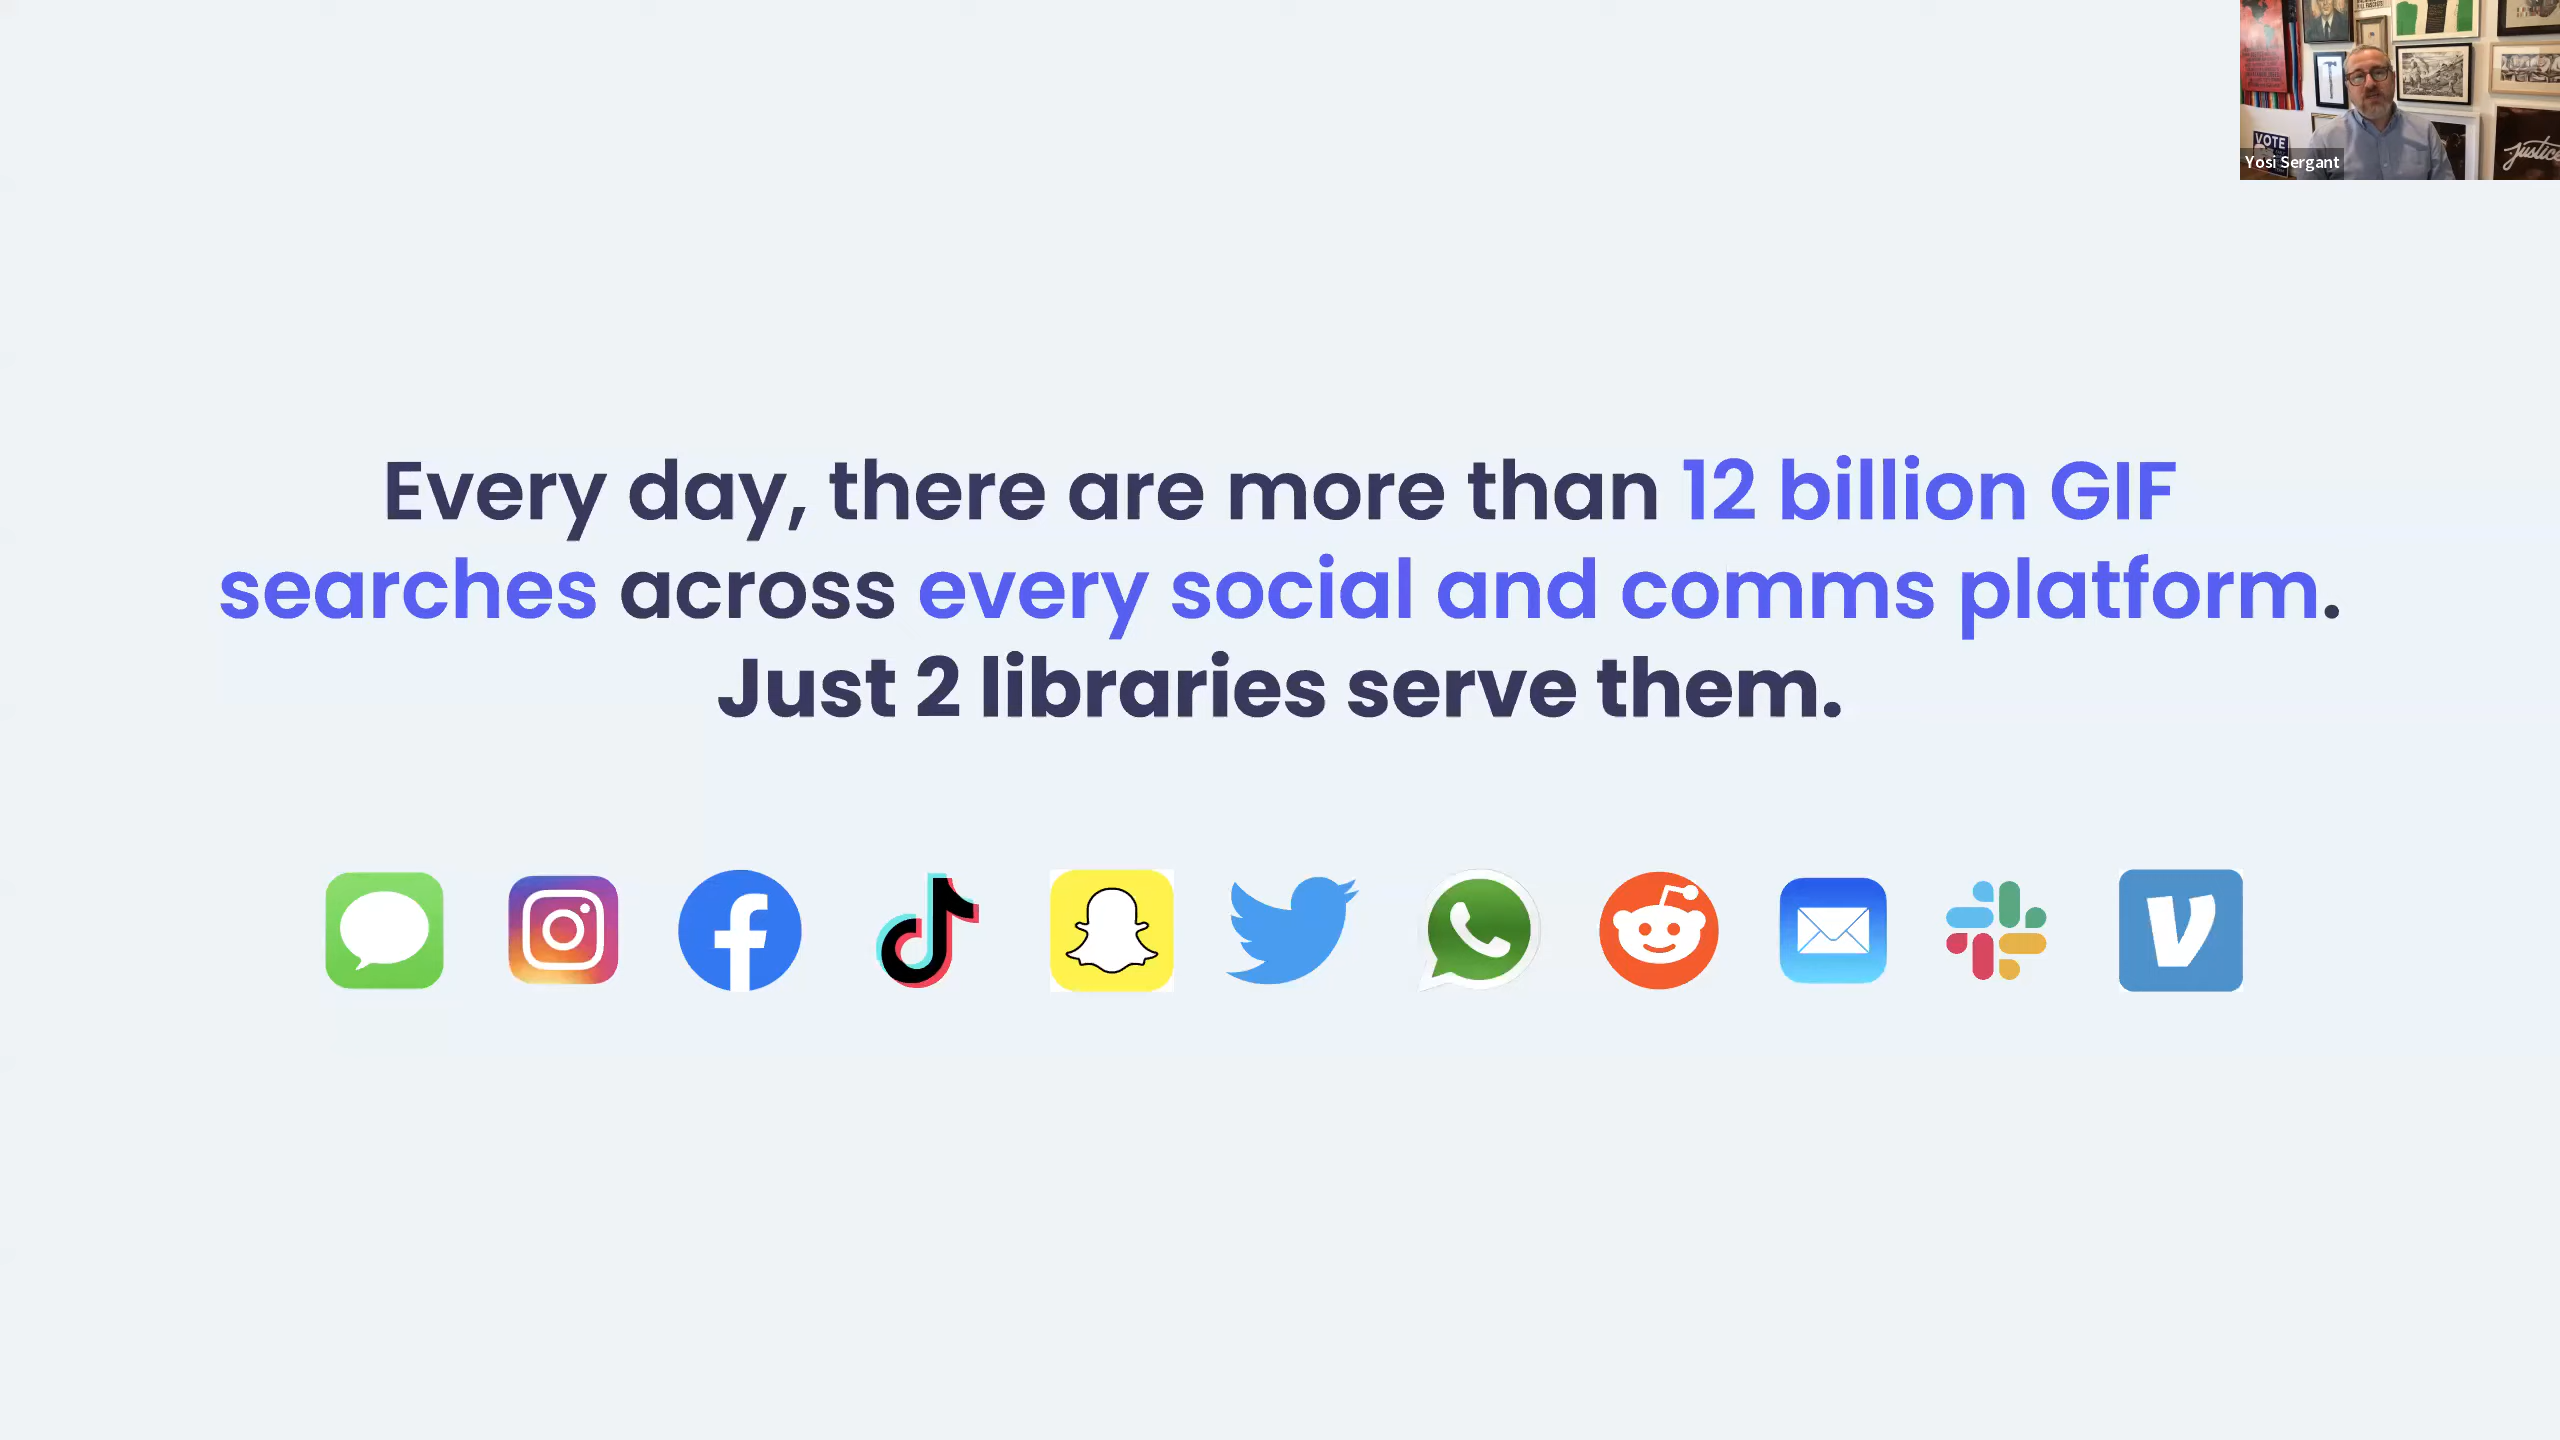 Every day, there are more than 12 billion GIF
searches across every social and comms platform.
Just 2 libraries serve them.
VOTE
Yosi Sergant
justice